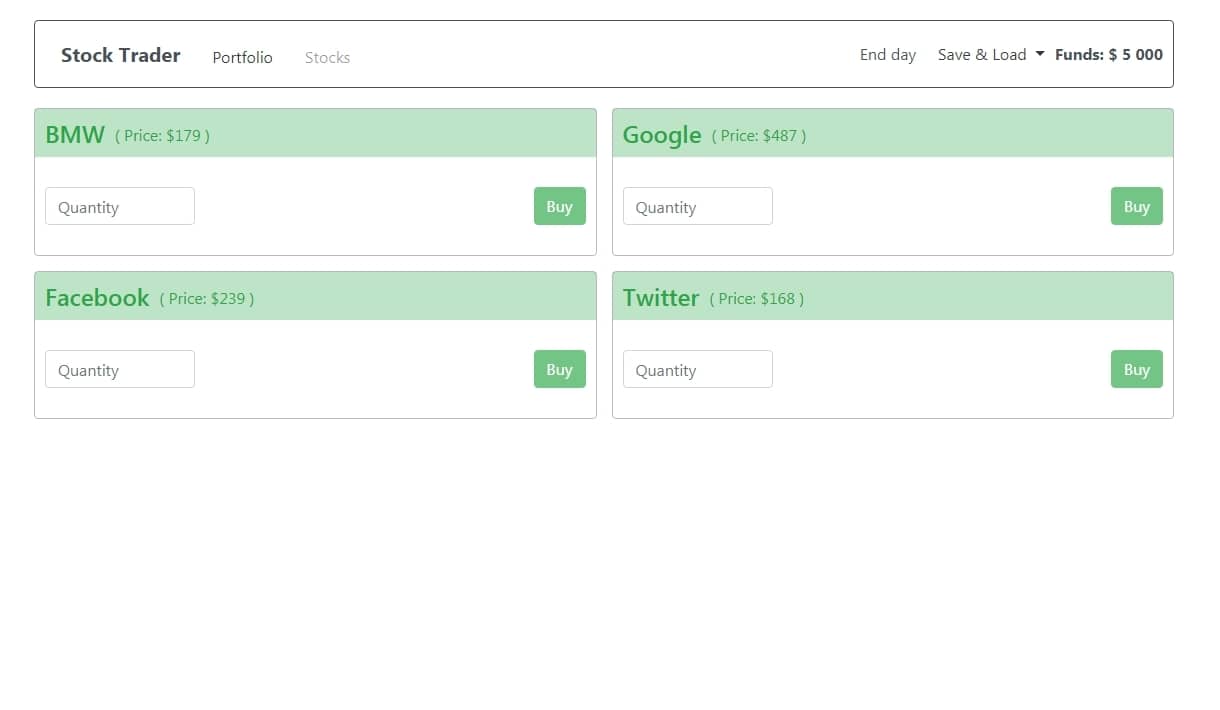 Stock Trader Portfolio Stocks End day Save & Load Funds: $ 5 000
BMW ( Price: $179 )
Quantity Buy
Google ( Price: $487 )
Quantity Buy
Facebook ( Price: $239 )
Quantity Buy
Twitter ( Price: $168 )
Quantity Buy